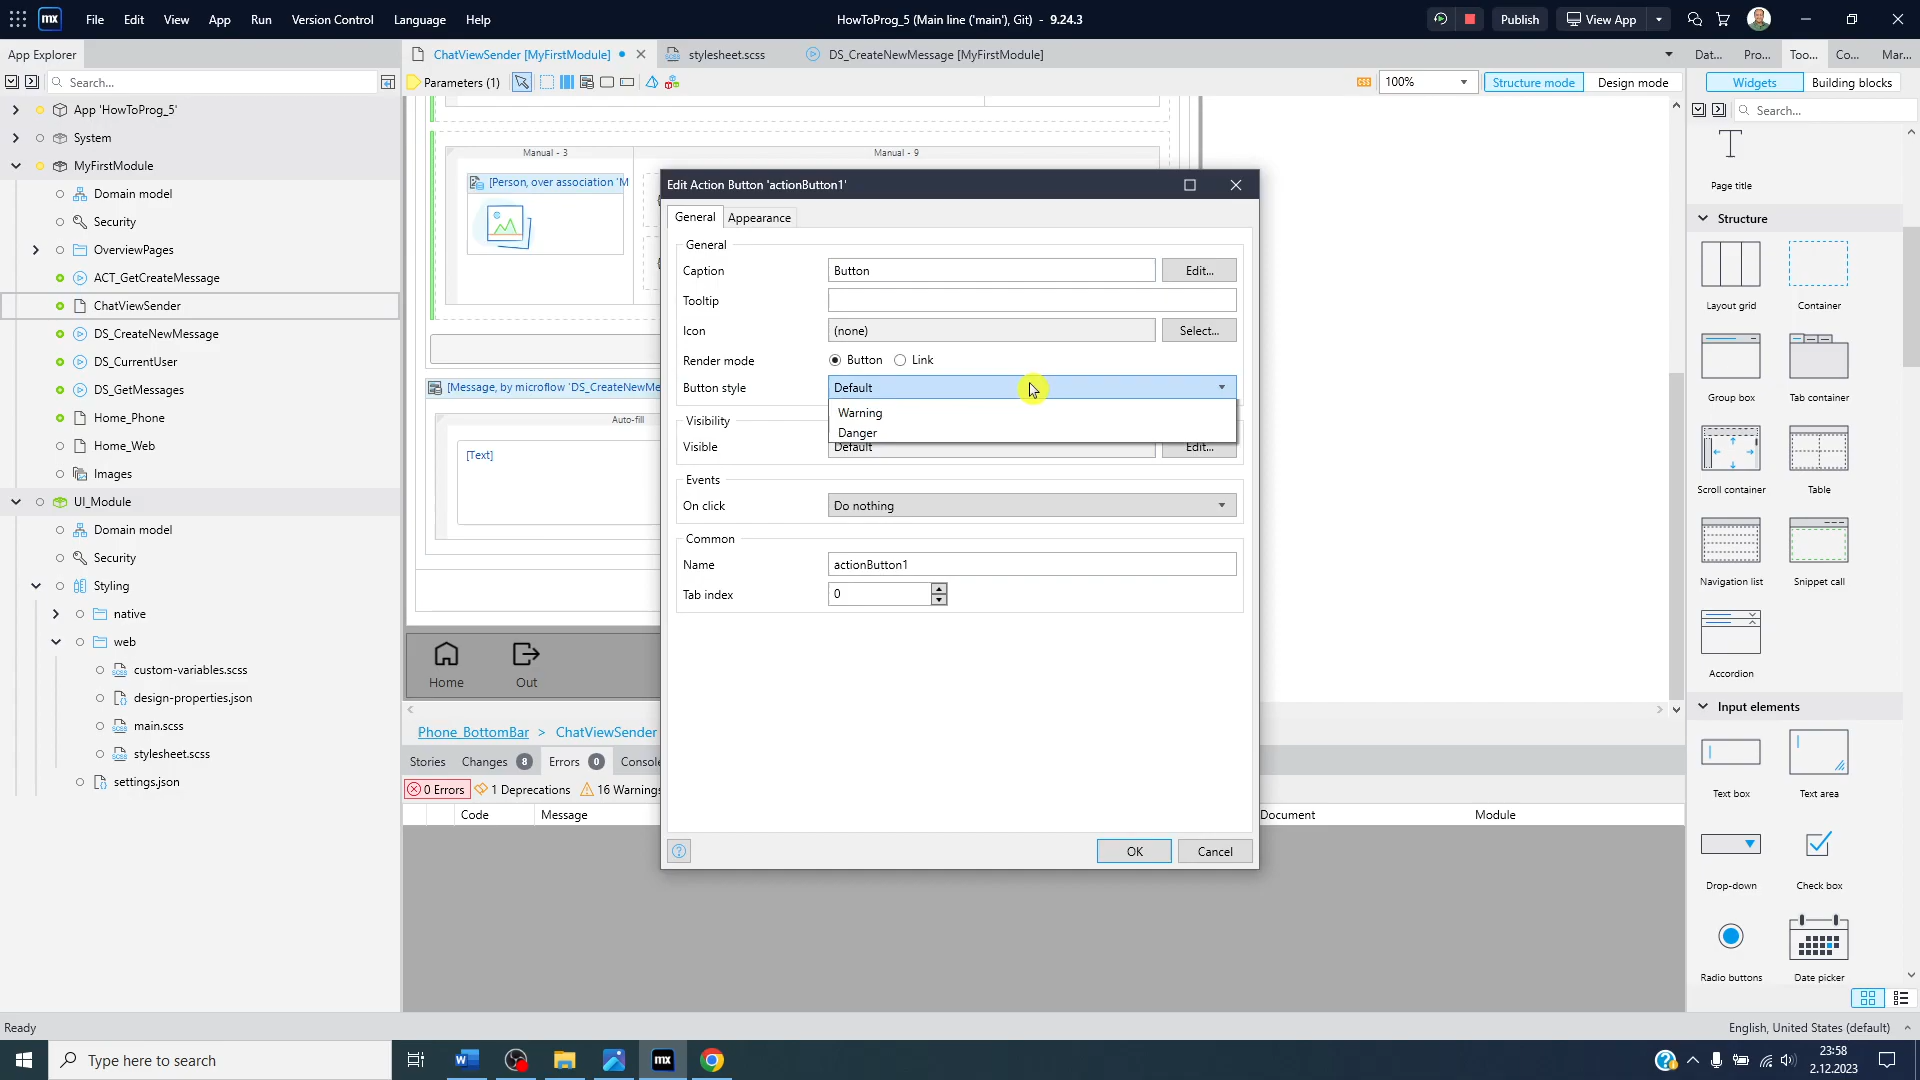 mx File Edit View App Run Version Control Language Help HowToProg_5 (Main line ('main'), Git) - 9.24.3 Publish View App
App Explorer
Search...
App 'HowToProg_5'
System
MyFirstModule
Domain model
Security
OverviewPages
ACT_GetCreateMessage
ChatViewSender
DS_CreateNewMessage
DS_CurrentUser
DS_GetMessages
Home_Phone
Home_Web
Images
UI_Module
Domain model
Security
Styling
native
web
custom-variables.scss
design-properties.json
main.scss
stylesheet.scss
settings.json
ChatViewSender [MyFirstModule] stylesheet.scss DS_CreateNewMessage [MyFirstModule]
Parameters (1) 100% Structure mode Design mode
Manual - 3 Manual - 9
[Person, over association 'M
[Message, by microflow 'DS_CreateNewMe
Auto-fill
[Text]
Home Out
Phone_BottomBar > ChatViewSender
Stories Changes 8 Errors 0 Console
0 Errors 1 Deprecations 16 Warnings
Code Message Document Module
Edit Action Button 'actionButton1'
General Appearance
General
Caption Button Edit...
Tooltip
Icon (none) Select...
Render mode Button Link
Button style Default
Warning
Danger
Visibility
Visible Default Edit...
Events
On click Do nothing
Common
Name actionButton1
Tab index 0
? OK Cancel
Dat... Pro... Too... Co... Mar...
Widgets Building blocks
Search...
Page title
Structure
Layout grid Container
Group box Tab container
Scroll container Table
Navigation list Snippet call
Accordion
Input elements
Text box Text area
Drop-down Check box
Radio buttons Date picker
Ready English, United States (default)
Type here to search
mx
23:58
2.12.2023